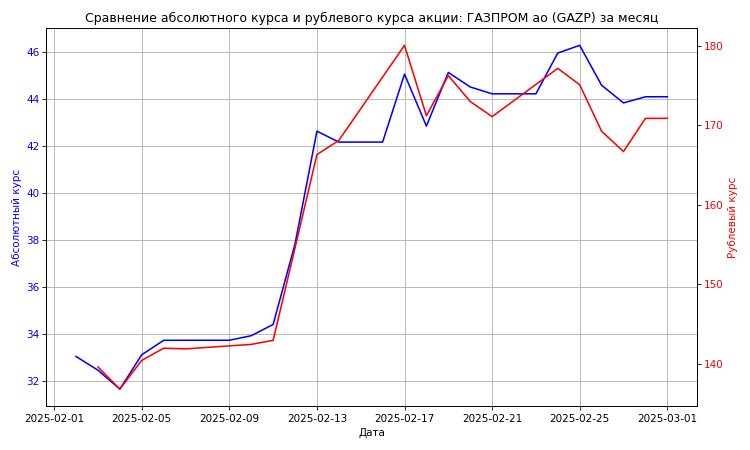 Сравнение абсолютного курса и рублевого курса акции: ГАЗПРОМ ао (GAZP) за месяц
46
44
42
40
38
36
34
32
Абсолютный курс
180
170
160
150
140
Рублевый курс
2025-02-01 2025-02-05 2025-02-09 2025-02-13 2025-02-17 2025-02-21 2025-02-25 2025-03-01
Дата